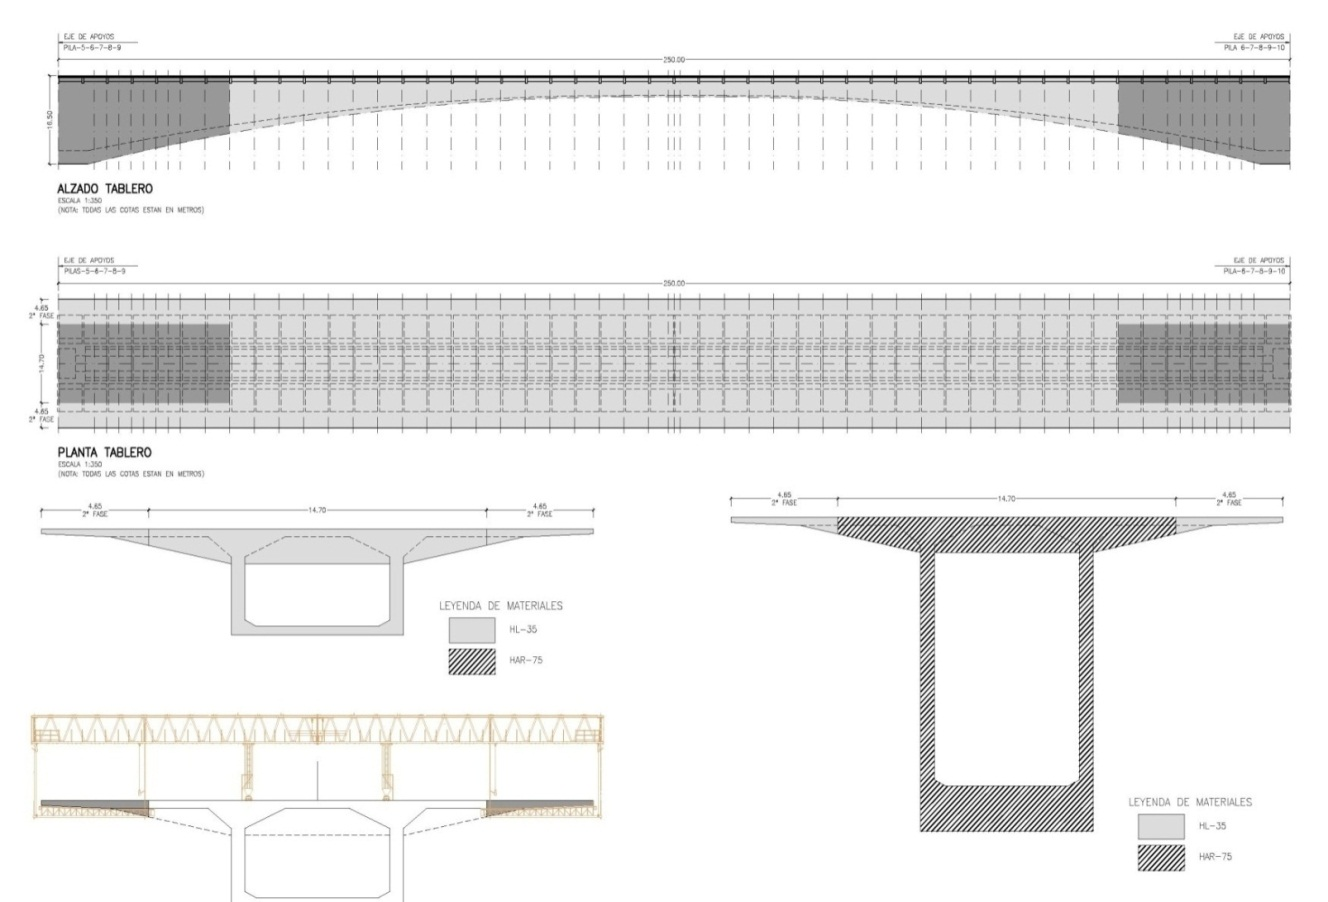 EJE DE APOYOS
PILA-5-6-7-8-9
EJE DE APOYOS
PILA 6-7-8-9-10
250.00
16.50
ALZADO TABLERO
ESCALA 1:350
(NOTA: TODAS LAS COTAS ESTAN EN METROS)
EJE DE APOYOS
PILAS-5-6-7-8-9
EJE DE APOYOS
PILA-6-7-8-9-10
250.00
4.65
2ª FASE
14.70
4.65
2ª FASE
PLANTA TABLERO
ESCALA 1:350
(NOTA: TODAS LAS COTAS ESTAN EN METROS)
4.65
2ª FASE
14.70
4.65
2ª FASE
4.65
2ª FASE
14.70
4.65
2ª FASE
LEYENDA DE MATERIALES
HL-35
HAR-75
LEYENDA DE MATERIALES
HL-35
HAR-75